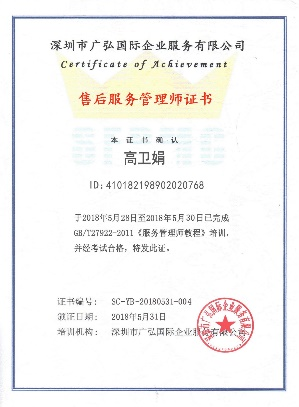 深圳市广弘国际企业服务有限公司
Certificate of Achievement
售后服务管理师证书
本证书确认
高卫娟
ID: 410182198902020768
于2018年5月28日至2018年5月30日已完成
GB/T27922-2011《服务管理师教程》培训,
并经考试合格,特发此证。
证书编号: SC-YB-20180531-004
颁证日期: 2018年5月31日
培训机构: 深圳市广弘国际企业服务有限公司